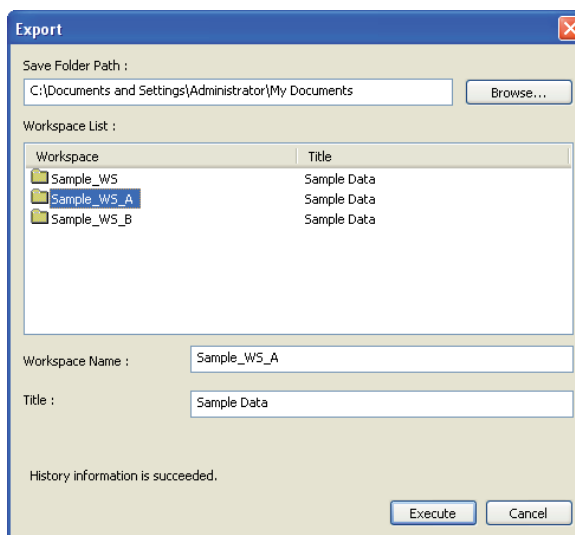 Export
Save Folder Path :
C:\Documents and Settings\Administrator\My Documents
Browse...
Workspace List :
Workspace Title
Sample_WS Sample Data
Sample_WS_A Sample Data
Sample_WS_B Sample Data
Workspace Name : Sample_WS_A
Title : Sample Data
History information is succeeded.
Execute Cancel